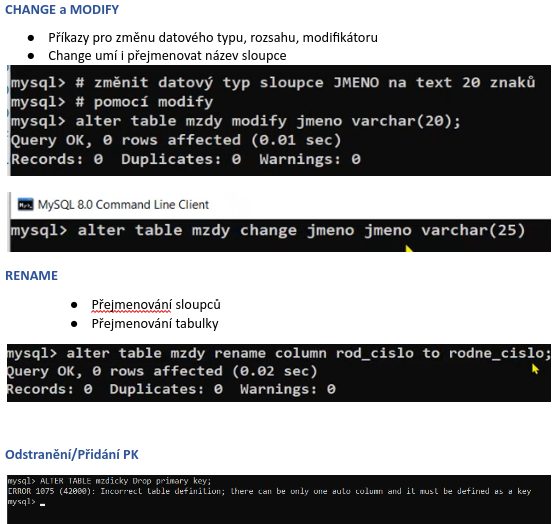 CHANGE a MODIFY
● Příkazy pro změnu datového typu, rozsahu, modifikátoru
● Change umí i přejmenovat název sloupce
mysql> # změnit datový typ sloupce JMENO na text 20 znaků
mysql> # pomocí modify
mysql> alter table mzdy modify jmeno varchar(20);
Query OK, 0 rows affected (0.01 sec)
Records: 0 Duplicates: 0 Warnings: 0
MySQL 8.0 Command Line Client
mysql> alter table mzdy change jmeno jmeno varchar(25)
RENAME
● Přejmenování sloupců
● Přejmenování tabulky
mysql> alter table mzdy rename column rod_cislo to rodne_cislo;
Query OK, 0 rows affected (0.02 sec)
Records: 0 Duplicates: 0 Warnings: 0
Odstranění/Přidání PK
mysql> ALTER TABLE mzdicky Drop primary key;
ERROR 1075 (42000): Incorrect table definition; there can be only one auto column and it must be defined as a key
mysql> _